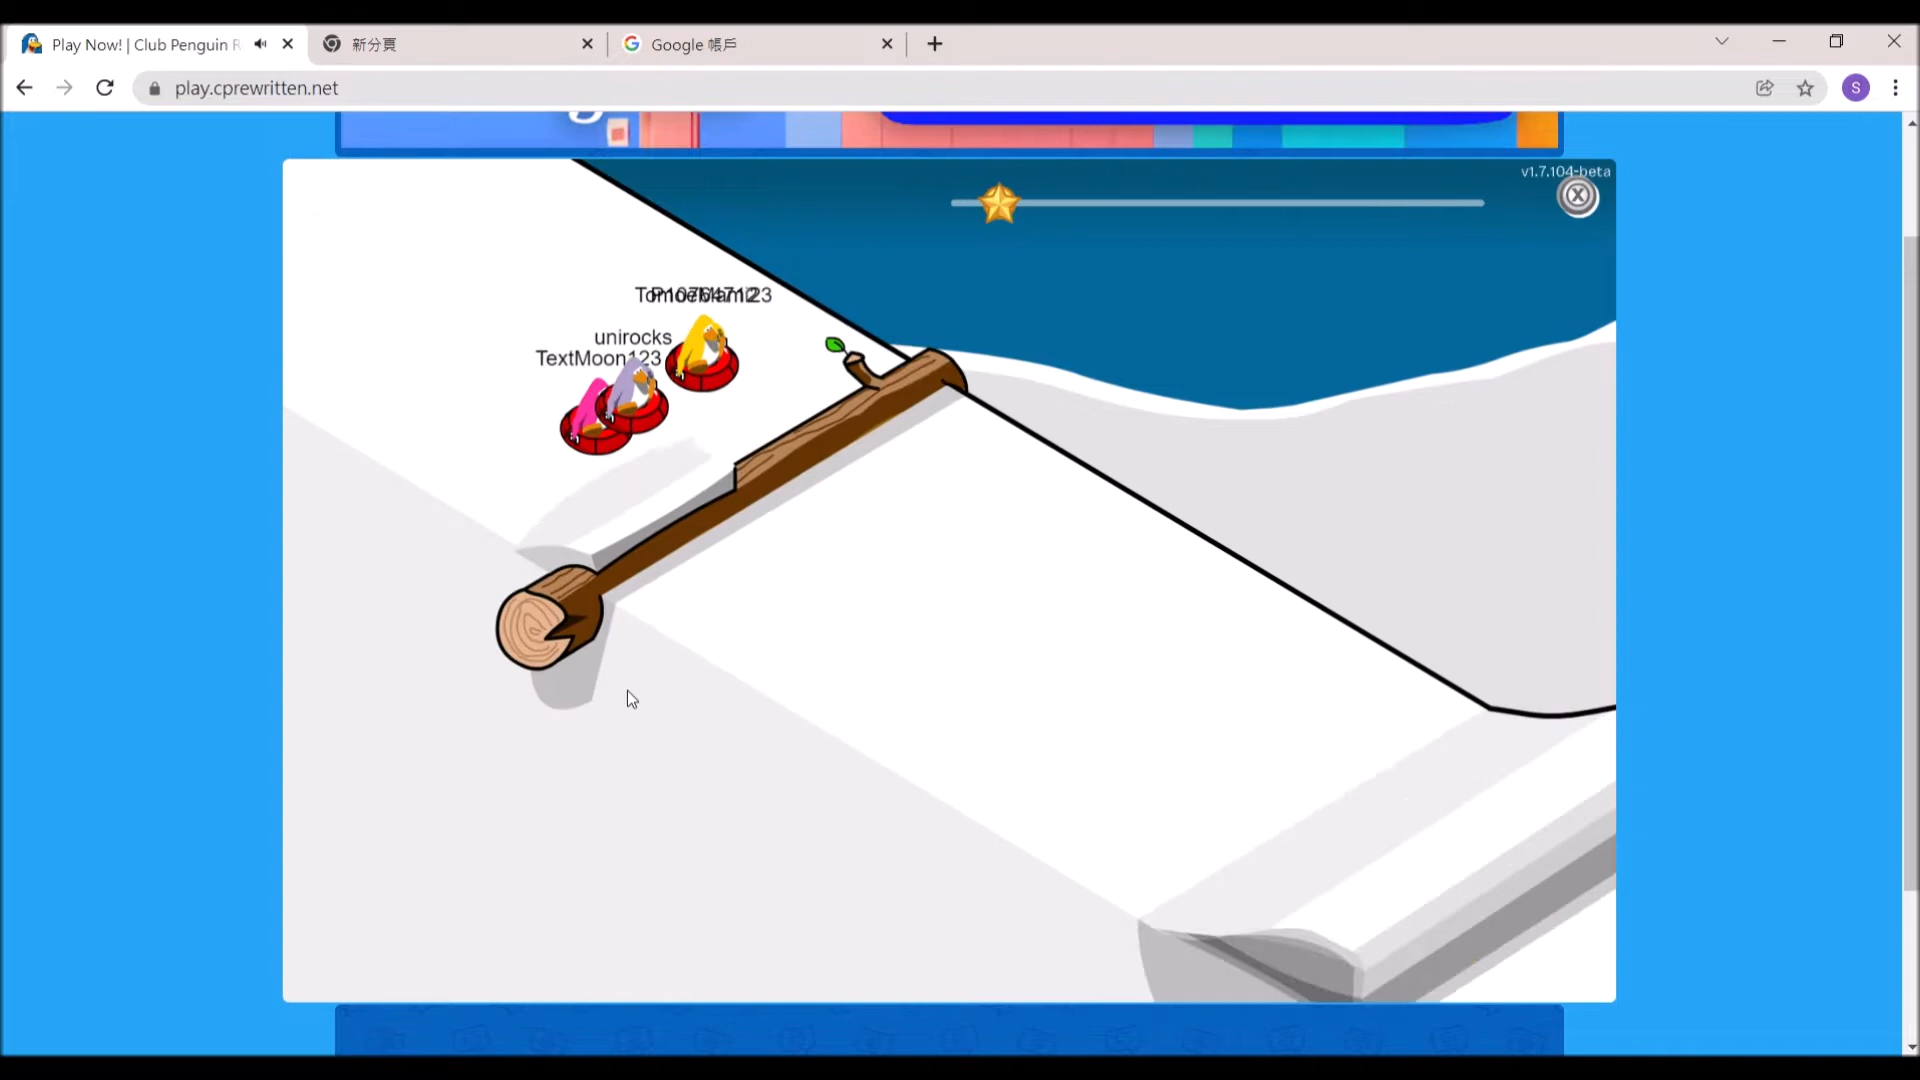 Play Now! | Club Penguin R
新分頁
Google 帳戶
play.cprewritten.net
S
v1.7.104-beta
unirocks
TextMoon123